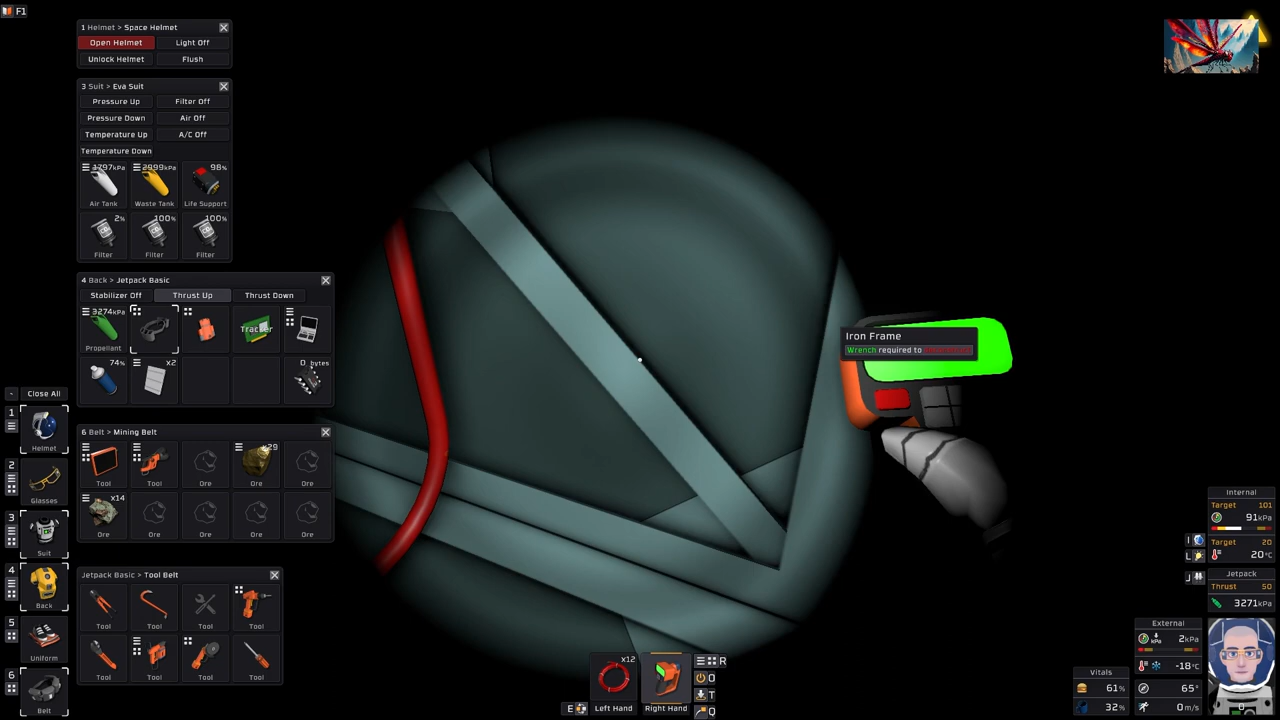 F1
1 Helmet > Space Helmet
Open Helmet
Light Off
Unlock Helmet
Flush
3 Suit > Eva Suit
Pressure Up
Filter Off
Pressure Down
Air Off
Temperature Up
A/C Off
Temperature Down
1797kPa
2999kPa
98%
Air Tank
Waste Tank
Life Support
2%
100%
100%
Filter
Filter
Filter
4 Back > Jetpack Basic
Stabilizer Off
Thrust Up
Thrust Down
3274kPa
Tracker
Propellant
74%
x2
0 bytes
- Close All
1
Helmet
2
Glasses
3
Suit
4
Back
5
Uniform
6
Belt
6 Belt > Mining Belt
x29
Tool
Tool
Ore
Ore
Ore
x14
Ore
Ore
Ore
Ore
Ore
Jetpack Basic > Tool Belt
Tool
Tool
Tool
Tool
Tool
Tool
Tool
Tool
Iron Frame
Wrench required to
x12
Left Hand
Right Hand
E
R
O
T
Q
Internal
Target 101
91kPa
Target 20
20°C
I
L
J
Jetpack
Thrust 50
3271kPa
External
kPa
2kPa
-18°C
65°
0m/s
Vitals
61%
32%
0